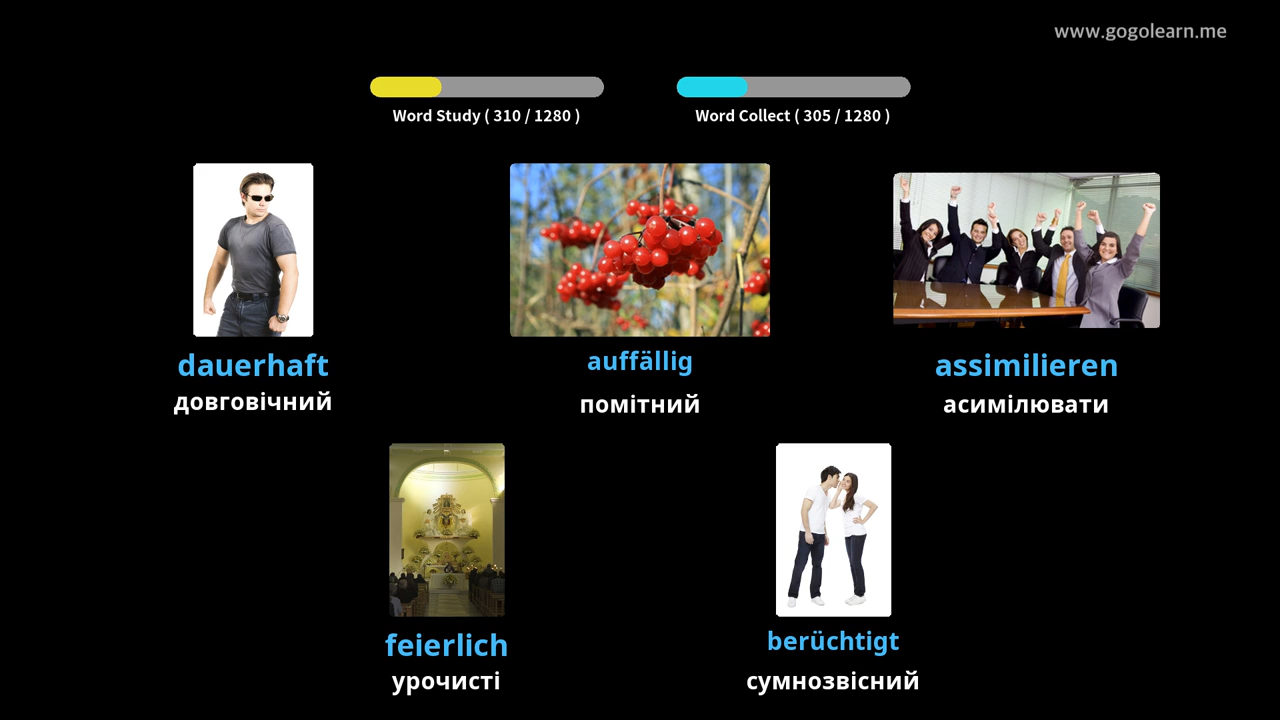 www.gogolearn.me
Word Study ( 310 / 1280 )
Word Collect ( 305 / 1280 )
dauerhaft
довговічний
auffällig
помітний
assimilieren
асимілювати
feierlich
урочисті
berüchtigt
сумнозвісний